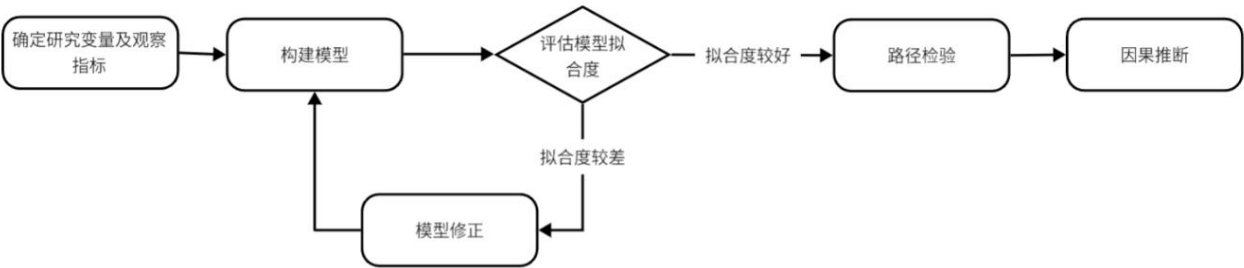 确定研究变量及观察
指标
构建模型
评估模型拟
合度
拟合度较好
路径检验
因果推断
拟合度较差
模型修正